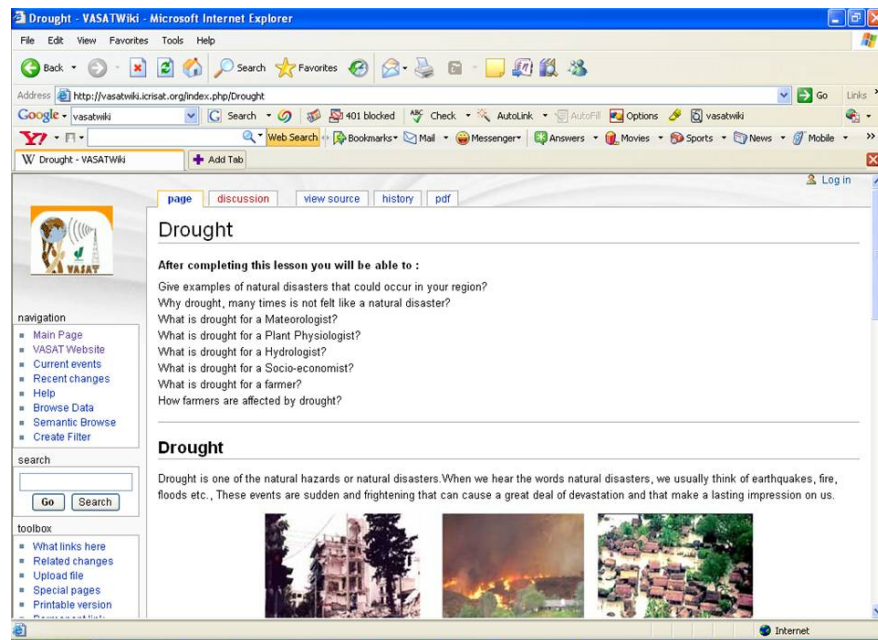 Drought - VASATWiki - Microsoft Internet Explorer
File Edit View Favorites Tools Help
Back Search Favorites
Address http://vasatwiki.icrisat.org/index.php/Drought Go Links
Google vasatwiki Search 401 blocked Check AutoLink AutoFill Options vasatwiki
Y! Web Search Bookmarks Mail Messenger Answers Movies Sports News Mobile
W Drought - VASATWiki Add Tab
Log in
page discussion view source history pdf
VASAT
Drought
After completing this lesson you will be able to :
Give examples of natural disasters that could occur in your region?
Why drought, many times is not felt like a natural disaster?
What is drought for a Mateorologist?
What is drought for a Plant Physiologist?
What is drought for a Hydrologist?
What is drought for a Socio-economist?
What is drought for a farmer?
How farmers are affected by drought?
navigation
Main Page
VASAT Website
Current events
Recent changes
Help
Browse Data
Semantic Browse
Create Filter
search
Go Search
toolbox
What links here
Related changes
Upload file
Special pages
Printable version
Drought
Drought is one of the natural hazards or natural disasters.When we hear the words natural disasters, we usually think of earthquakes, fire,
floods etc., These events are sudden and frightening that can cause a great deal of devastation and that make a lasting impression on us.
Internet